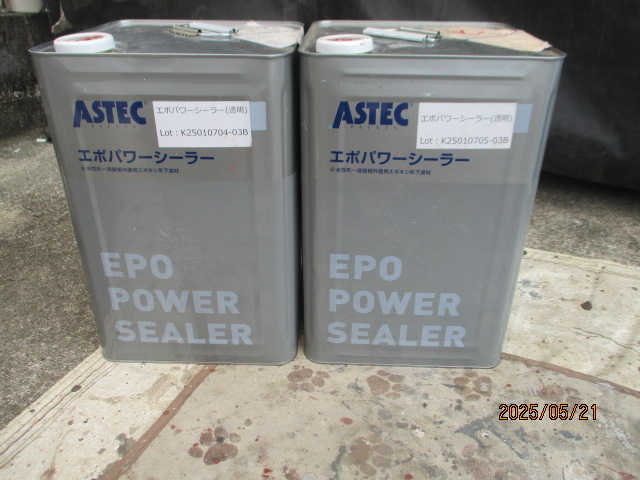 ASTEC
エポパワーシーラー(透明)
Lot : K25010704-03B
エポパワーシーラー
EPO
POWER
SEALER
ASTEC
エポパワーシーラー(透明)
Lot : K25010705-03B
エポパワーシーラー
EPO
POWER
SEALER
2025/05/21